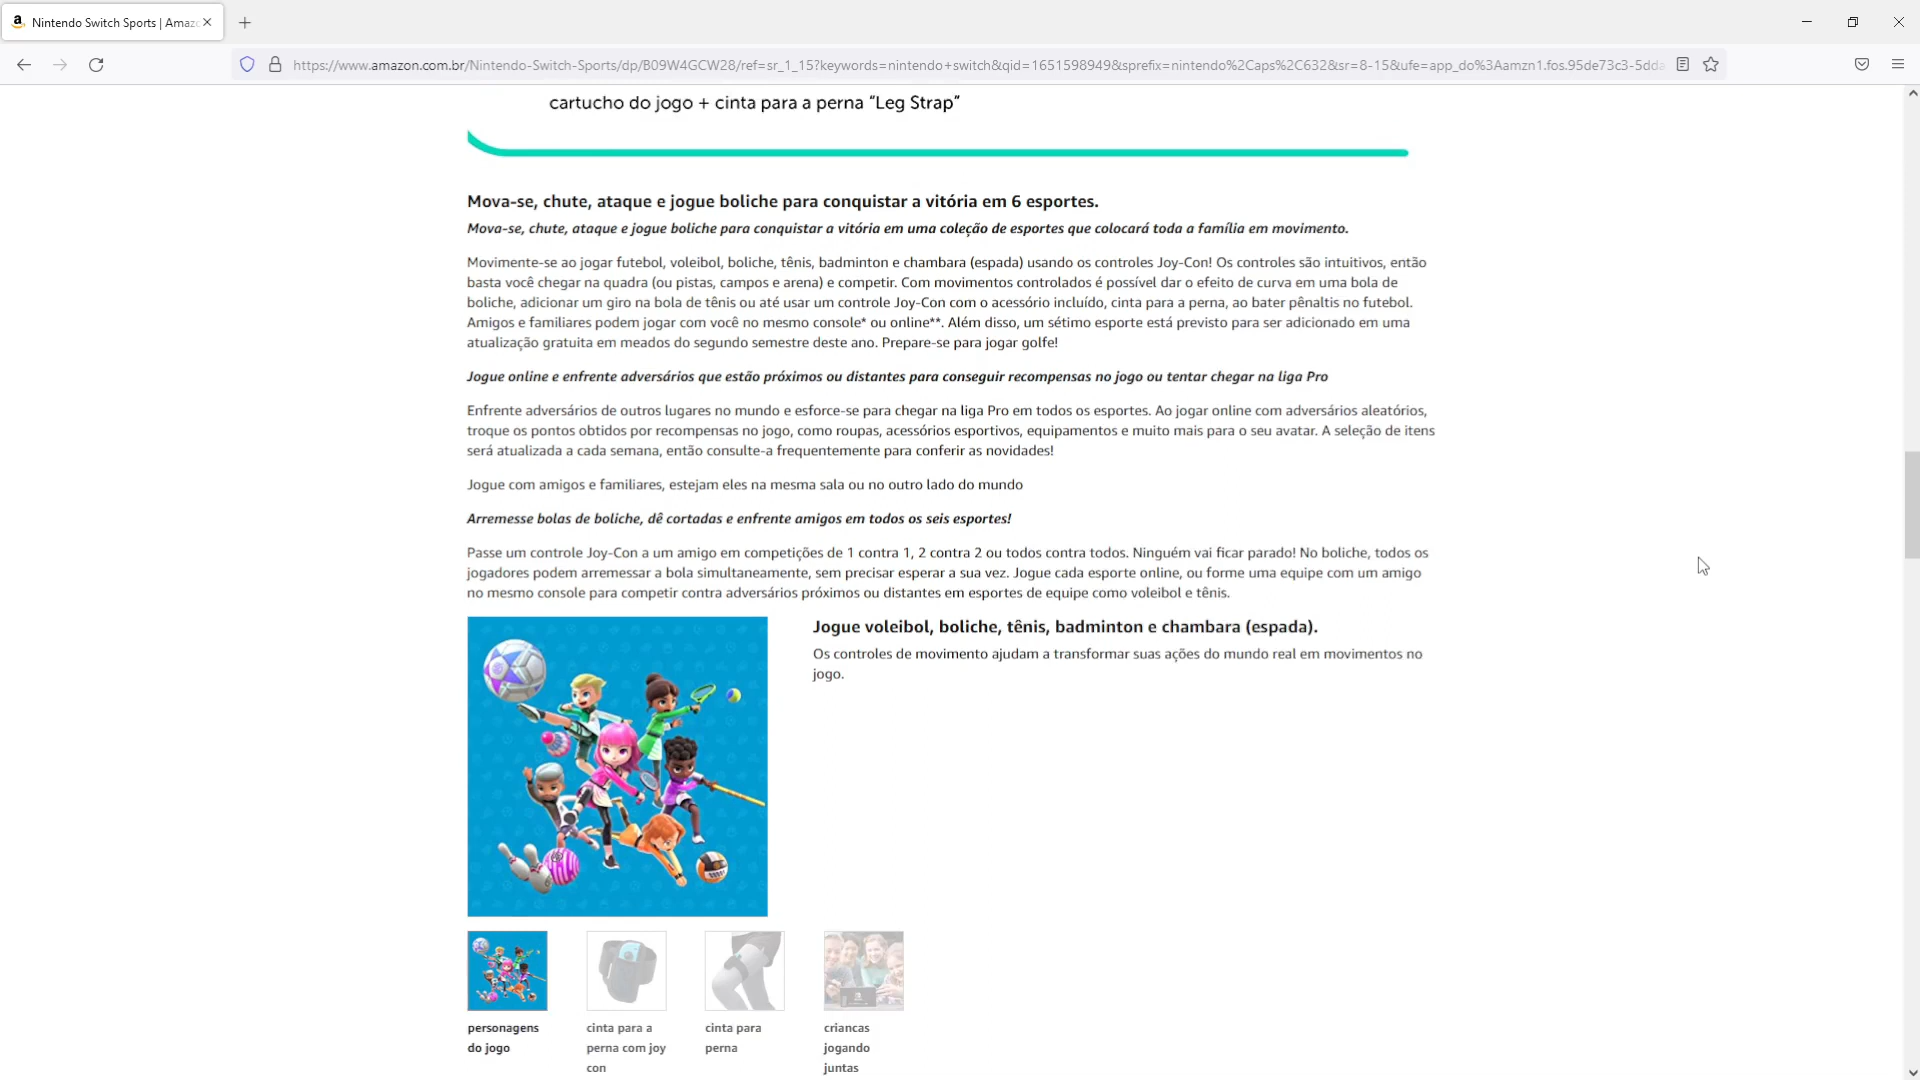 Nintendo Switch Sports | Amaz
https://www.amazon.com.br/Nintendo-Switch-Sports/dp/B09W4GCW28/ref=sr_1_15?keywords=nintendo+switch&qid=1651598949&sprefix=nintendo%2Caps%2C632&sr=8-15&ufe=app_do%3Aamzn1.fos.95de73c3-5dda
cartucho do jogo + cinta para a perna “Leg Strap”
Mova-se, chute, ataque e jogue boliche para conquistar a vitória em 6 esportes.
Mova-se, chute, ataque e jogue boliche para conquistar a vitória em uma coleção de esportes que colocará toda a família em movimento.
Movimente-se ao jogar futebol, voleibol, boliche, tênis, badminton e chambara (espada) usando os controles Joy-Con! Os controles são intuitivos, então
basta você chegar na quadra (ou pistas, campos e arena) e competir. Com movimentos controlados é possível dar o efeito de curva em uma bola de
boliche, adicionar um giro na bola de tênis ou até usar um controle Joy-Con com o acessório incluído, cinta para a perna, ao bater pênaltis no futebol.
Amigos e familiares podem jogar com você no mesmo console* ou online**. Além disso, um sétimo esporte está previsto para ser adicionado em uma
atualização gratuita em meados do segundo semestre deste ano. Prepare-se para jogar golfe!
Jogue online e enfrente adversários que estão próximos ou distantes para conseguir recompensas no jogo ou tentar chegar na liga Pro
Enfrente adversários de outros lugares no mundo e esforce-se para chegar na liga Pro em todos os esportes. Ao jogar online com adversários aleatórios,
troque os pontos obtidos por recompensas no jogo, como roupas, acessórios esportivos, equipamentos e muito mais para o seu avatar. A seleção de itens
será atualizada a cada semana, então consulte-a frequentemente para conferir as novidades!
Jogue com amigos e familiares, estejam eles na mesma sala ou no outro lado do mundo
Arremesse bolas de boliche, dê cortadas e enfrente amigos em todos os seis esportes!
Passe um controle Joy-Con a um amigo em competições de 1 contra 1, 2 contra 2 ou todos contra todos. Ninguém vai ficar parado! No boliche, todos os
jogadores podem arremessar a bola simultaneamente, sem precisar esperar a sua vez. Jogue cada esporte online, ou forme uma equipe com um amigo
no mesmo console para competir contra adversários próximos ou distantes em esportes de equipe como voleibol e tênis.
Jogue voleibol, boliche, tênis, badminton e chambara (espada).
Os controles de movimento ajudam a transformar suas ações do mundo real em movimentos no
jogo.
personagens
do jogo
cinta para a
perna com joy
con
cinta para
perna
criancas
jogando
juntas